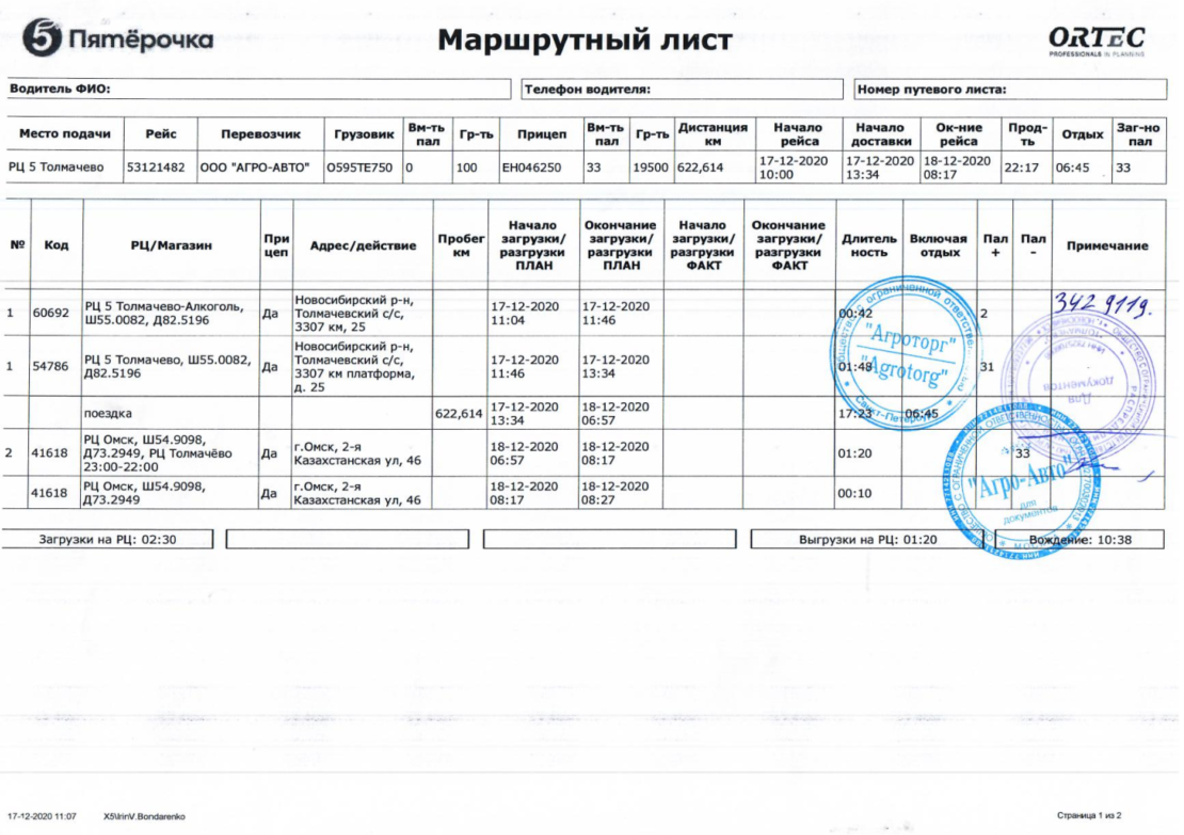 5 Пятёрочка
Маршрутный лист
ORTEC
PROFESSIONALS IN PLANNING
Водитель ФИО:
Телефон водителя:
Номер путевого листа:
Место подачи Рейс Перевозчик Грузовик Вм-ть пал Гр-ть Прицеп Вм-ть пал Гр-ть Дистанция км Начало рейса Начало доставки Ок-ние рейса Прод-ть Отдых Заг-но пал
РЦ 5 Толмачево 53121482 ООО "АГРО-АВТО" О595ТЕ750 0 100 ЕН046250 33 19500 622,614 17-12-2020 10:00 17-12-2020 13:34 18-12-2020 08:17 22:17 06:45 33
№ Код РЦ/Магазин При цеп Адрес/действие Пробег км Начало загрузки/разгрузки ПЛАН Окончание загрузки/разгрузки ПЛАН Начало загрузки/разгрузки ФАКТ Окончание загрузки/разгрузки ФАКТ Длитель ность Включая отдых Пал + Пал - Примечание
1 60692 РЦ 5 Толмачево-Алкоголь, Ш55.0082, Д82.5196 Да Новосибирский р-н, Толмачевский с/с, 3307 км, 25 17-12-2020 11:04 17-12-2020 11:46 00:42 2
1 54786 РЦ 5 Толмачево, Ш55.0082, Д82.5196 Да Новосибирский р-н, Толмачевский с/с, 3307 км платформа, д. 25 17-12-2020 11:46 17-12-2020 13:34 01:48 31
поездка 622,614 17-12-2020 13:34 18-12-2020 06:57 17:23 06:45
2 41618 РЦ Омск, Ш54.9098, Д73.2949, РЦ Толмачёво 23:00-22:00 Да г.Омск, 2-я Казахстанская ул, 46 18-12-2020 06:57 18-12-2020 08:17 01:20 33
41618 РЦ Омск, Ш54.9098, Д73.2949 Да г.Омск, 2-я Казахстанская ул, 46 18-12-2020 08:17 18-12-2020 08:27 00:10
"Агроторг"
"Agrotorg"
Санкт-Петербург
Для
документов
"Агро-Авто"
для
документов
МОСКВА
Загрузки на РЦ: 02:30
Выгрузки на РЦ: 01:20
Вождение: 10:38
17-12-2020 11:07 X5\IrinV.Bondarenko
Страница 1 из 2